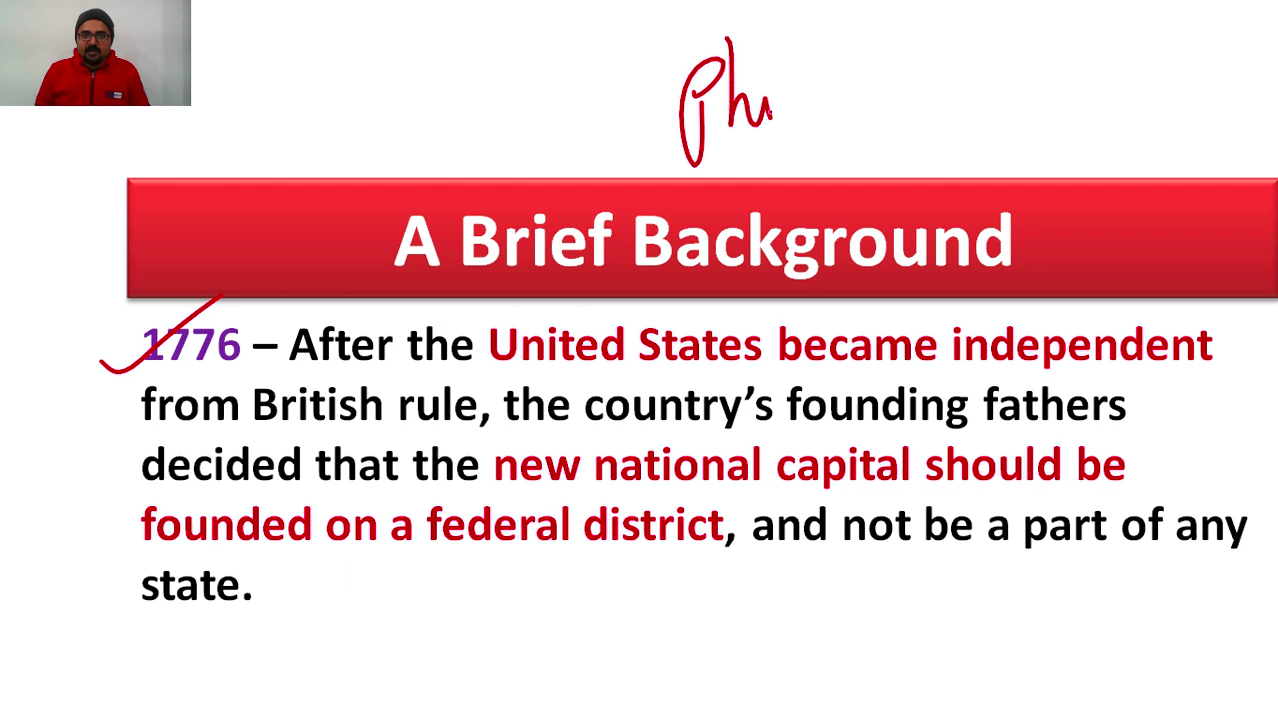 Phi
A Brief Background
1776 – After the United States became independent
from British rule, the country’s founding fathers
decided that the new national capital should be
founded on a federal district, and not be a part of any
state.